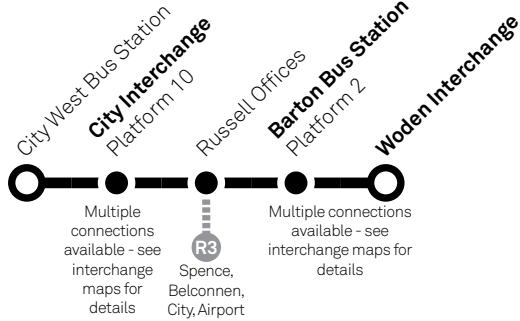 City West Bus Station
City Interchange
Platform 10
Russell Offices
Barton Bus Station
Platform 2
Woden Interchange
Multiple
connections
available - see
interchange
maps for
details
R3
Spence,
Belconnen,
City, Airport
Multiple connections
available - see
interchange maps for
details